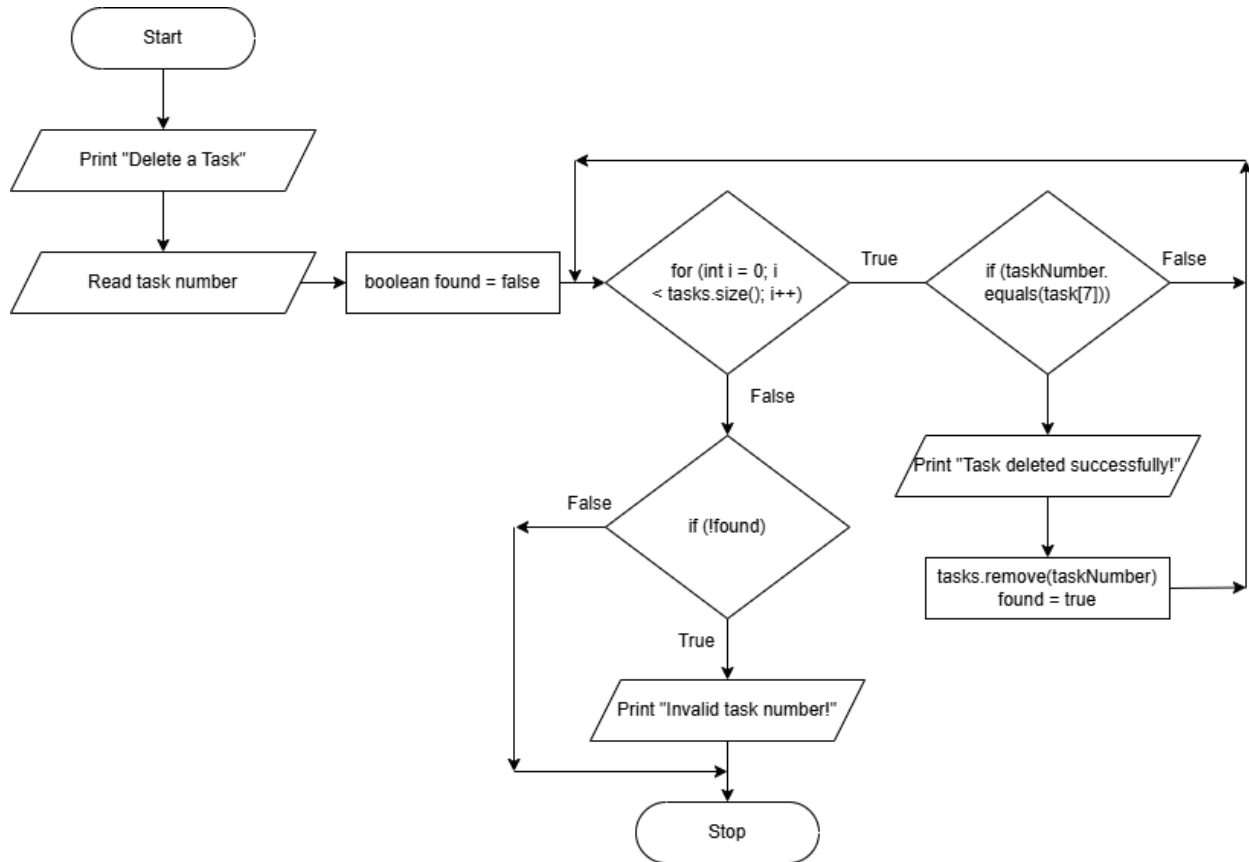 Start
Print "Delete a Task"
Read task number
boolean found = false
for (int i = 0; i
< tasks.size(); i++)
True
if (taskNumber.
equals(task[7]))
False
False
Print "Task deleted successfully!"
tasks.remove(taskNumber)
found = true
False
if (!found)
True
Print "Invalid task number!"
Stop